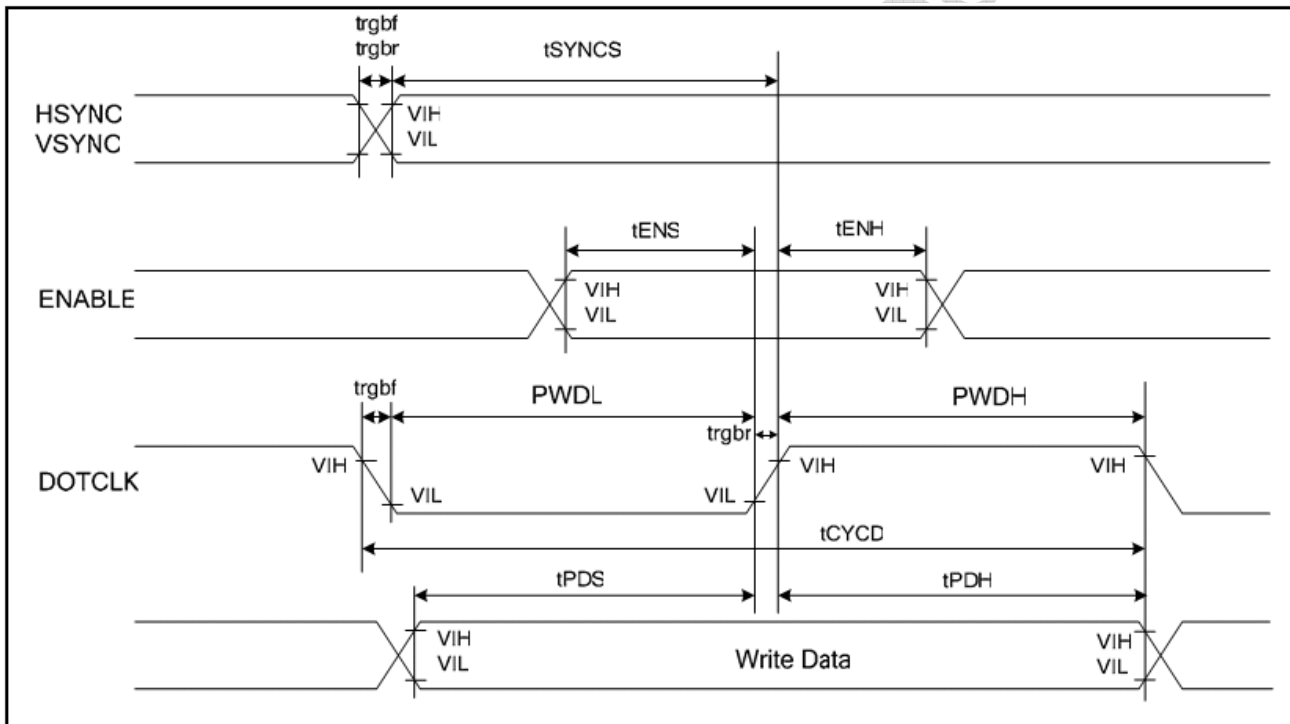 trgbf
trgbr
tSYNCS
HSYNC
VSYNC
VIH
VIL
tENS
tENH
ENABLE
VIH
VIL
VIH
VIL
trgbf
PWDL
PWDH
trgbr
DOTCLK
VIH
VIL
VIL
VIH
VIH
tCYCD
tPDS
tPDH
VIH
VIL
Write Data
VIH
VIL